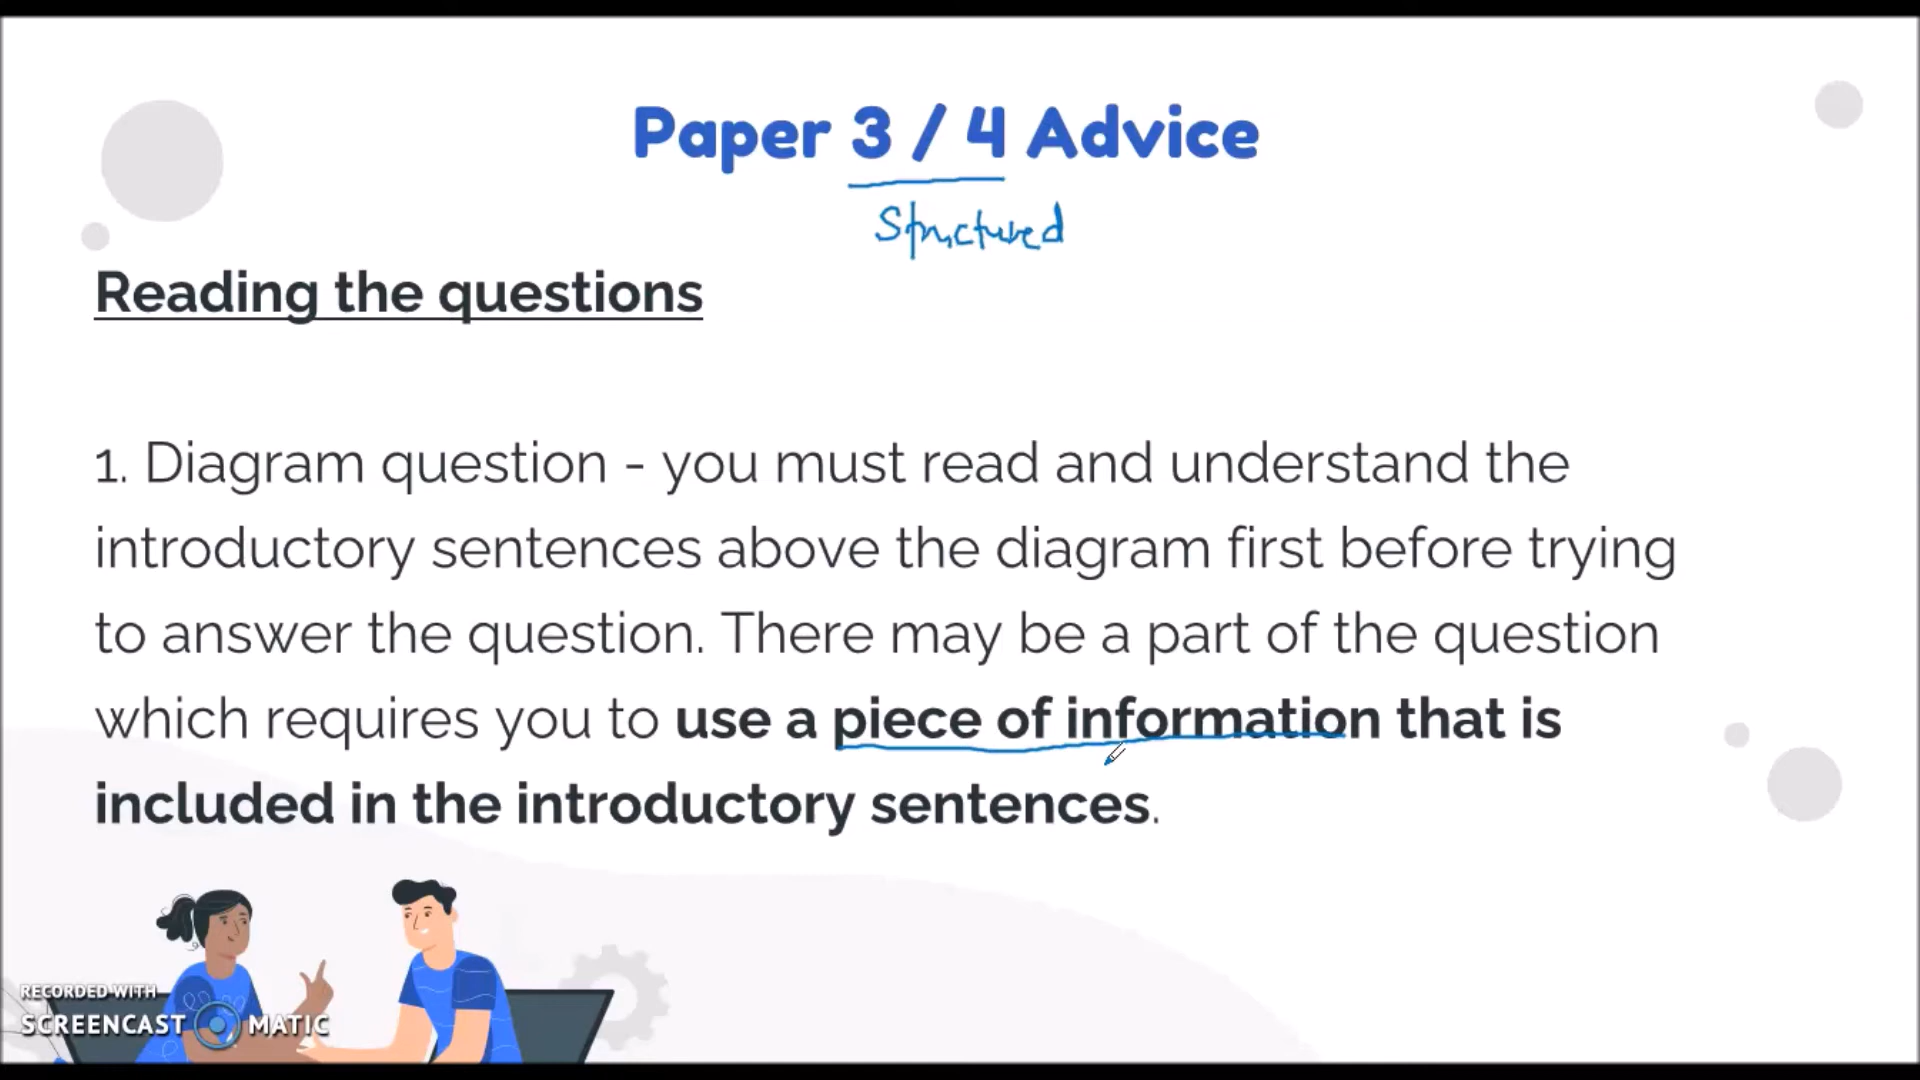 Paper 3 / 4 Advice
Structured
Reading the questions
1. Diagram question - you must read and understand the
introductory sentences above the diagram first before trying
to answer the question. There may be a part of the question
which requires you to use a piece of information that is
included in the introductory sentences.
RECORDED WITH
SCREENCAST MATIC